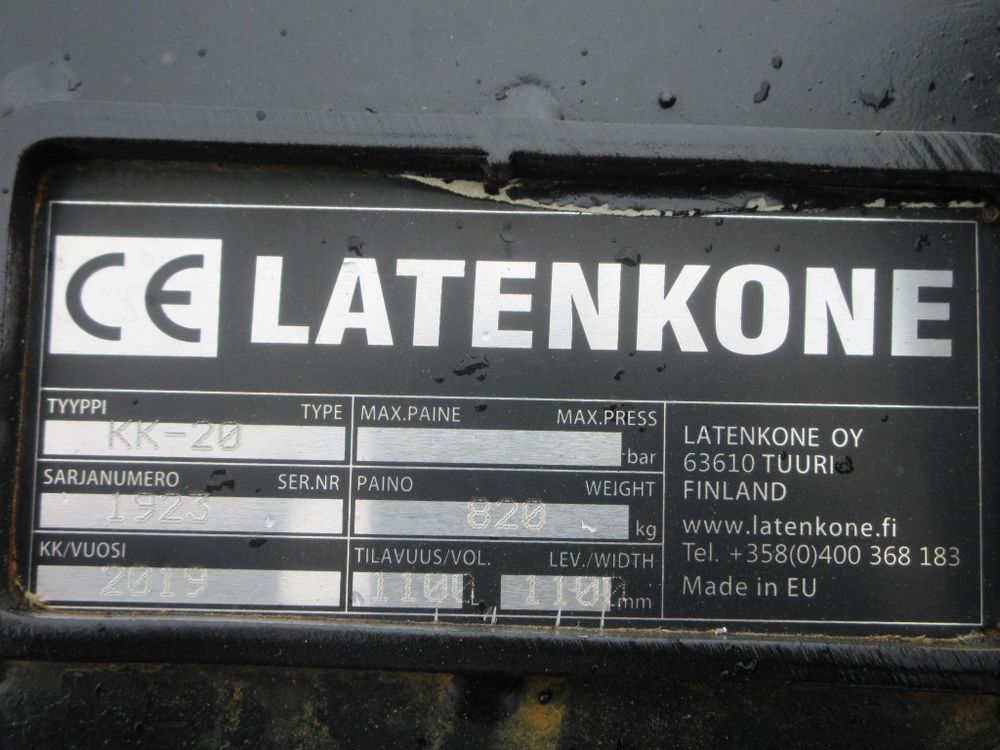 CE LATENKONE
TYYPPI TYPE
KK-20
SARJANUMERO SER.NR
1923
KK/VUOSI
2019
MAX.PAINE MAX.PRESS
bar
PAINO WEIGHT
820 kg
TILAVUUS/VOL. LEV./WIDTH
1100 L 1100 mm
LATENKONE OY
63610 TUURI
FINLAND
www.latenkone.fi
Tel. +358(0)400 368 183
Made in EU